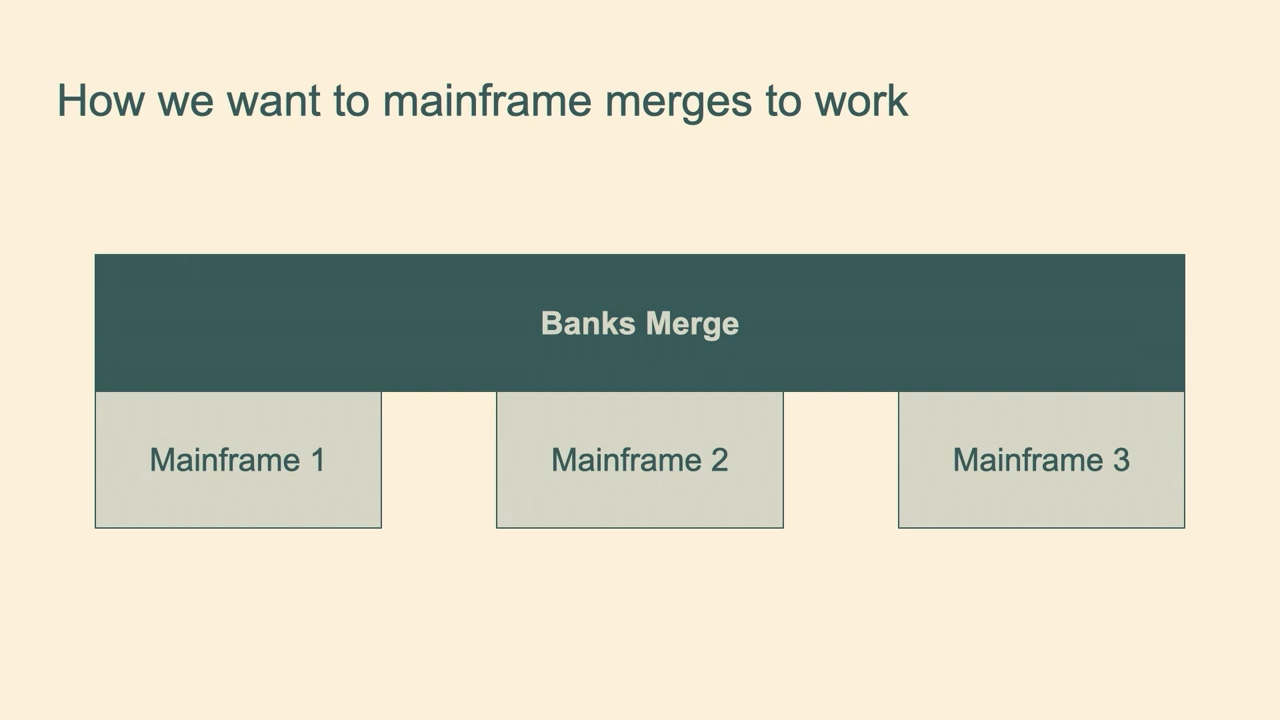 How we want to mainframe merges to work
Banks Merge
Mainframe 1
Mainframe 2
Mainframe 3